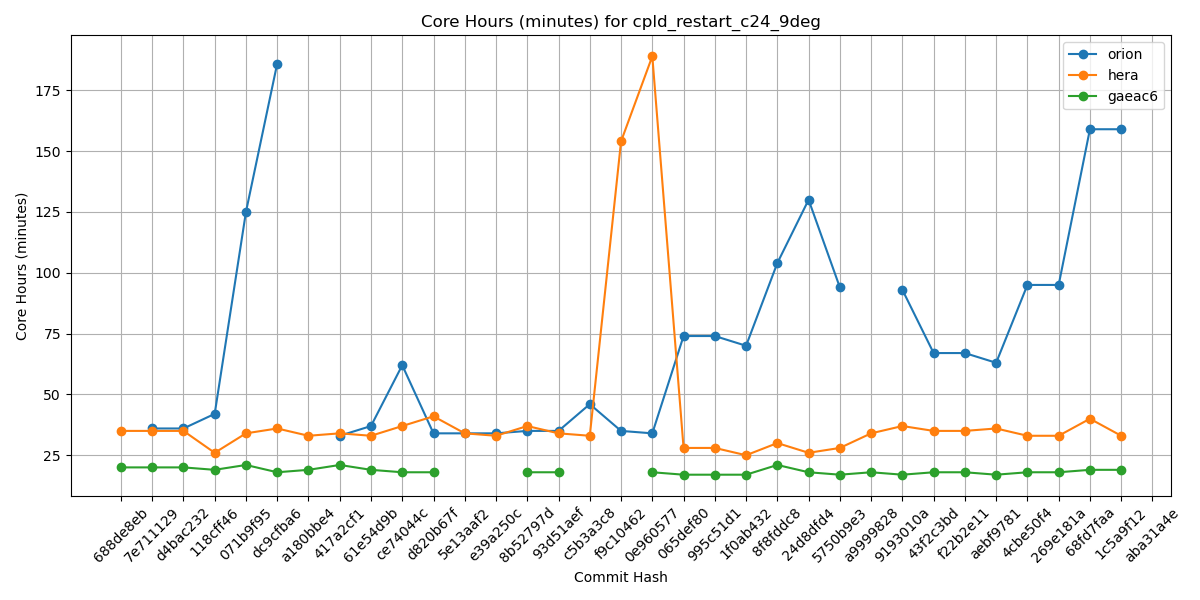 Core Hours (minutes) for cpld_restart_c24_9deg
orion
hera
gaeac6
Core Hours (minutes)
175
150
125
100
75
50
25
688de8eb
7e711129
d4bac232
118cff46
071b9f95
dc9cfba6
a180bbe4
417a2cf1
61e54d9b
ce74044c
d820b67f
5e13aaf2
e39a250c
8b52797d
93d51aef
c5b3a3c8
f9c10462
0e960577
065def80
995c51d1
1f0ab432
8f8fddc8
24d8dfd4
5750b9e3
a9999828
9193010a
43f2c3bd
f22b2e11
aebf9781
4cbe50f4
269e181a
68fd7faa
1c5a9f12
aba31a4e
Commit Hash